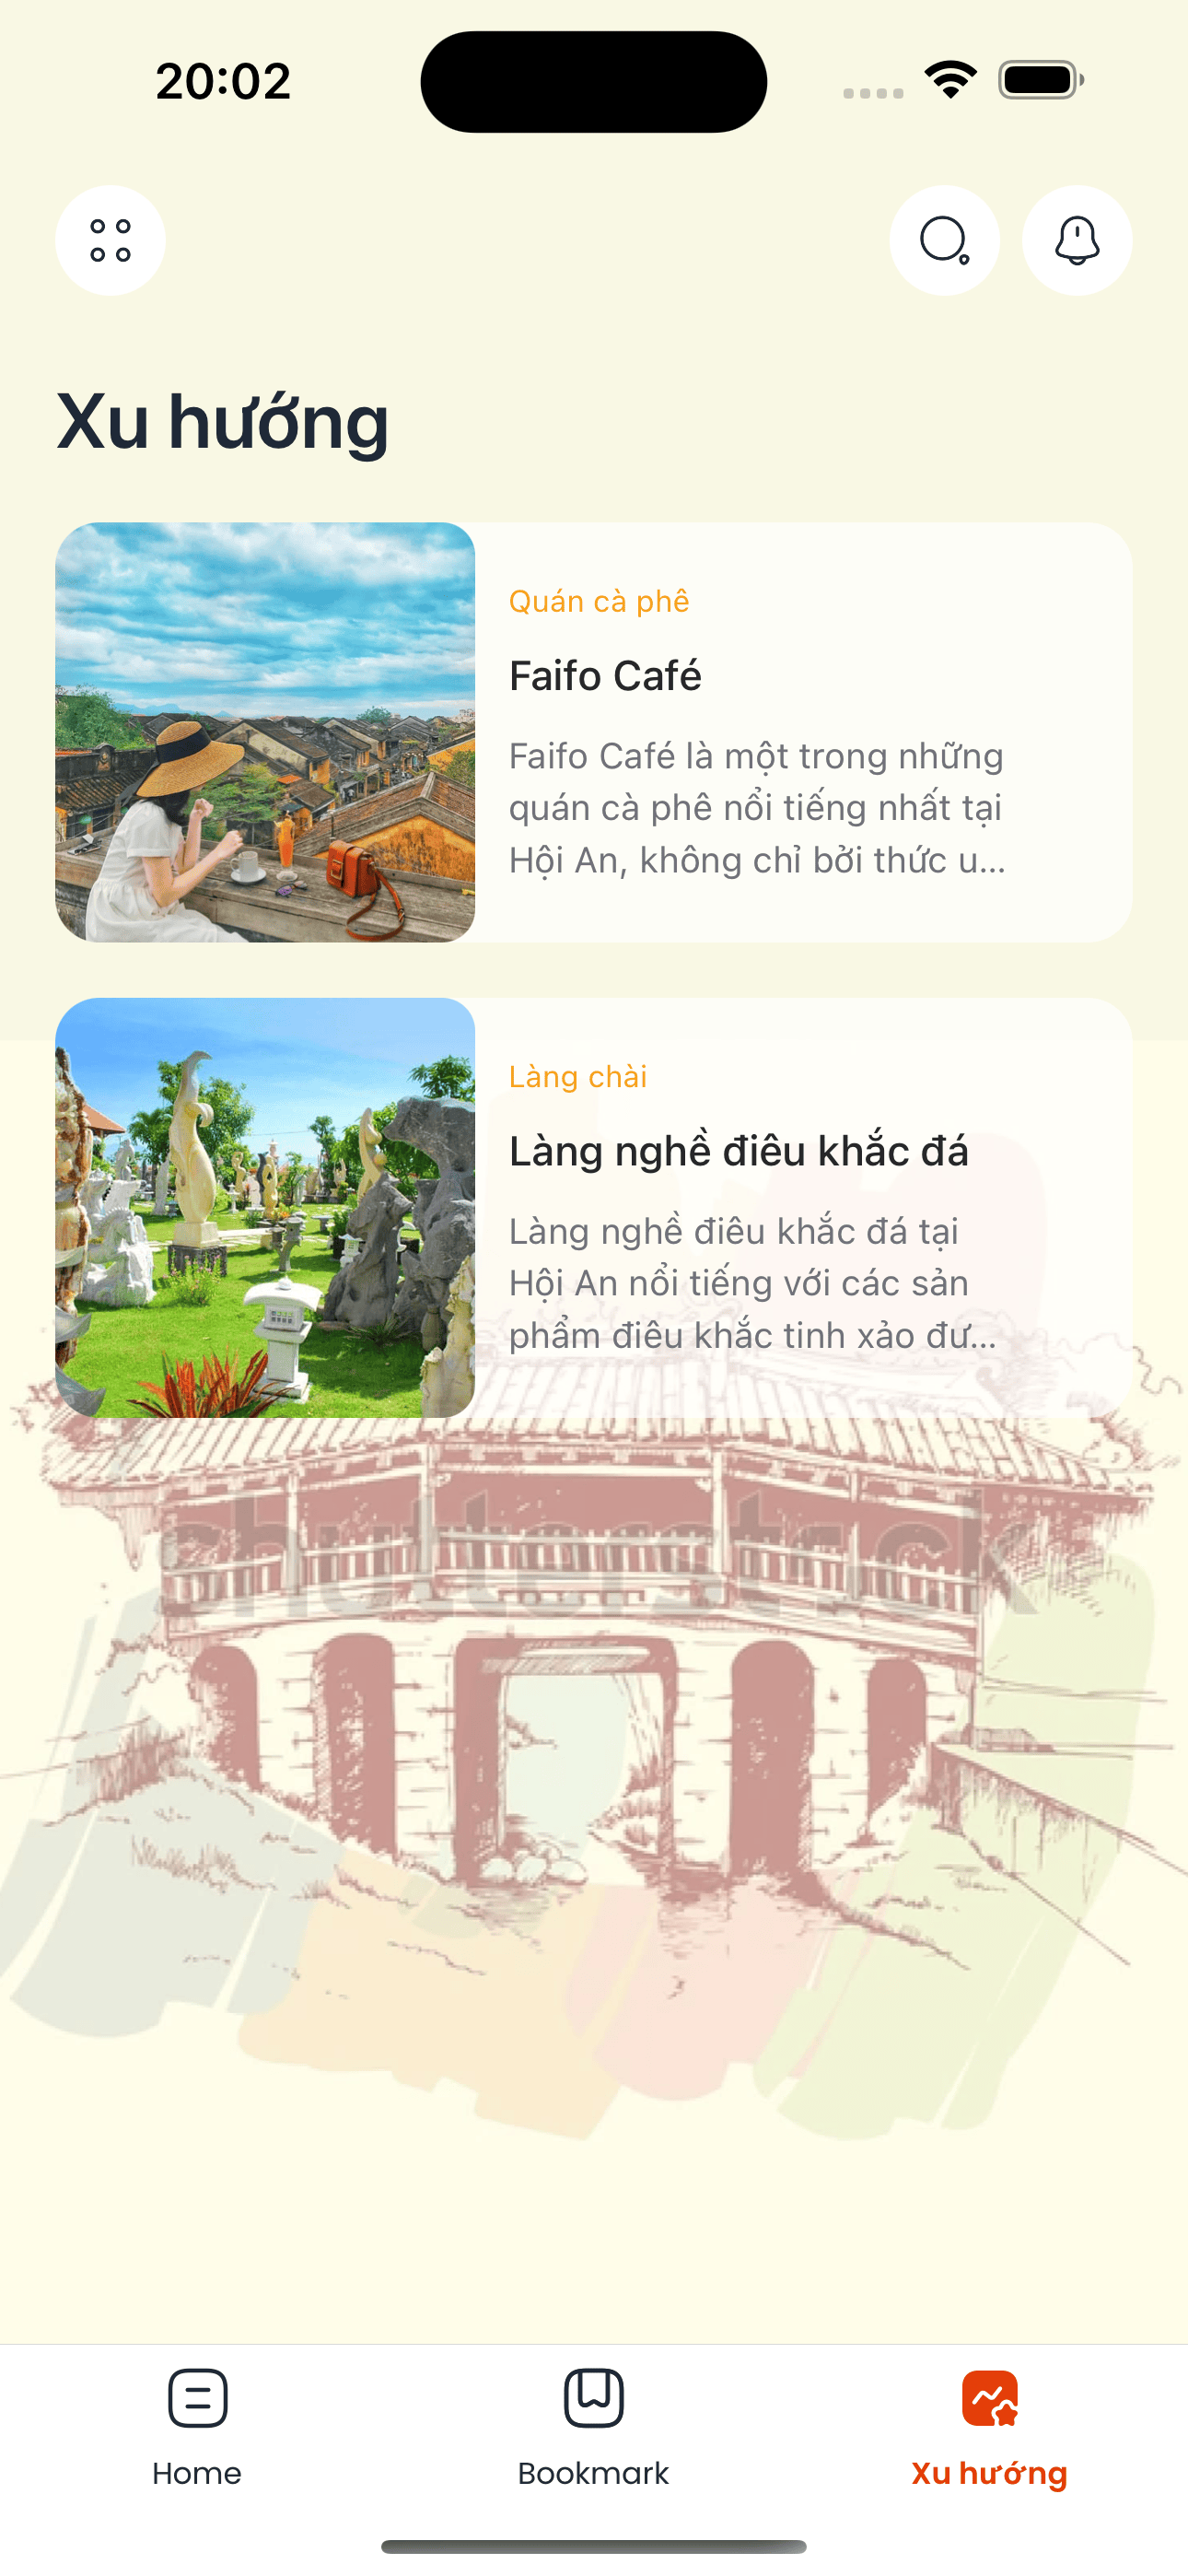 20:02
Xu hướng
Quán cà phê
Faifo Café
Faifo Café là một trong những
quán cà phê nổi tiếng nhất tại
Hội An, không chỉ bởi thức u...
Làng chài
Làng nghề điêu khắc đá
Làng nghề điêu khắc đá tại
Hội An nổi tiếng với các sản
phẩm điêu khắc tinh xảo đư...
shutterstock
Home
Bookmark
Xu hướng